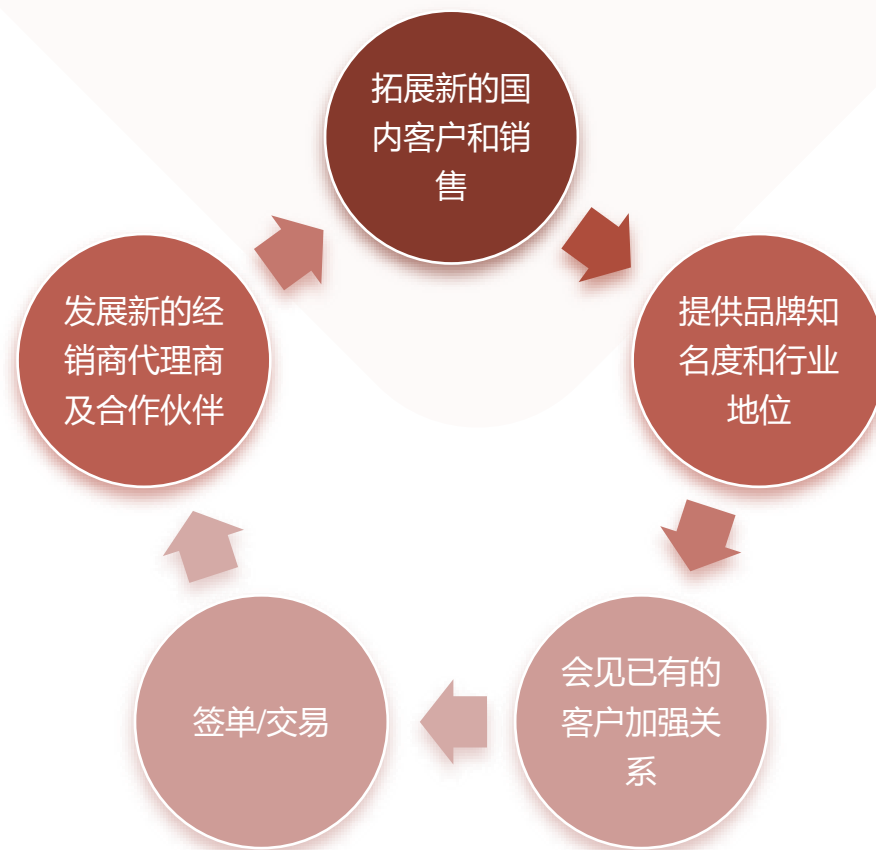 拓展新的国
内客户和销
售
提供品牌知
名度和行业
地位
会见已有的
客户加强关
系
签单/交易
发展新的经
销商代理商
及合作伙伴